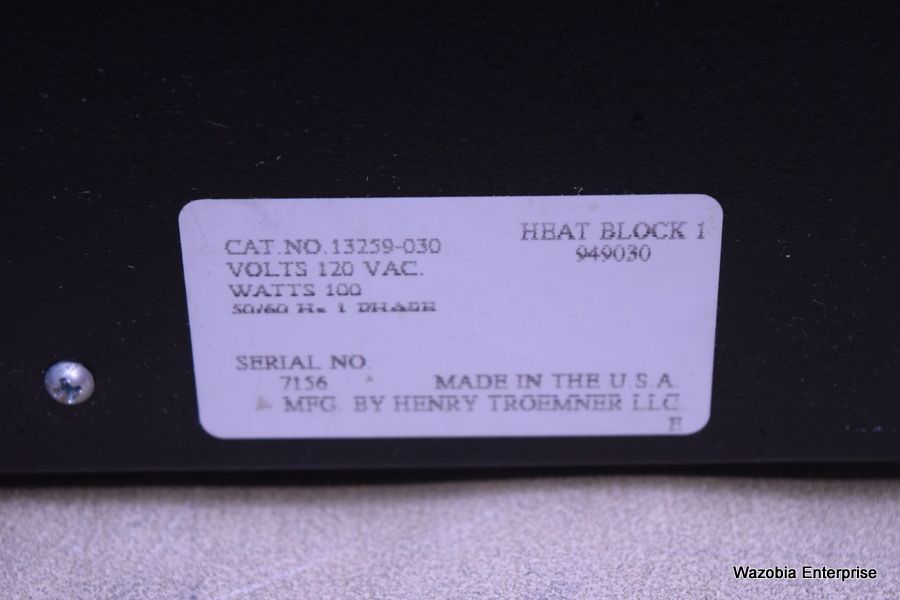 CAT.NO.13259-030
VOLTS 120 VAC.
WATTS 100
50/60 Hz 1 PHASE
HEAT BLOCK 1
949030
SERIAL NO.
7156
MADE IN THE U.S.A.
MFG. BY HENRY TROEMNER LLC
E
Wazobia Enterprise